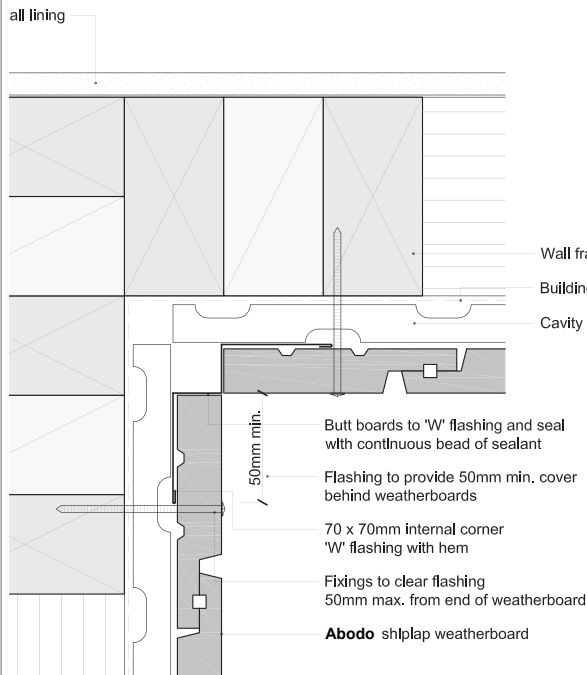 all lining
Wall fra
Building
Cavity
50mm min.
Butt boards to 'W' flashing and seal
with continuous bead of sealant
Flashing to provide 50mm min. cover
behind weatherboards
70 x 70mm internal corner
'W' flashing with hem
Fixings to clear flashing
50mm max. from end of weatherboard
Abodo shiplap weatherboard